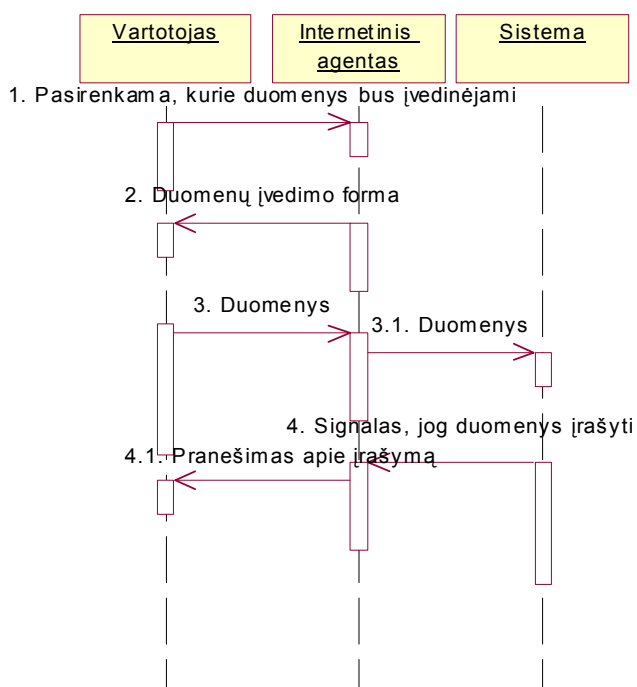 Vartotojas
Internetinis
agentas
Sistema
1. Pasirenkama, kurie duomenys bus įvedinėjami
2. Duomenų įvedimo forma
3. Duomenys
3.1. Duomenys
4. Signalas, jog duomenys įrašyti
4.1. Pranešimas apie įrašymą